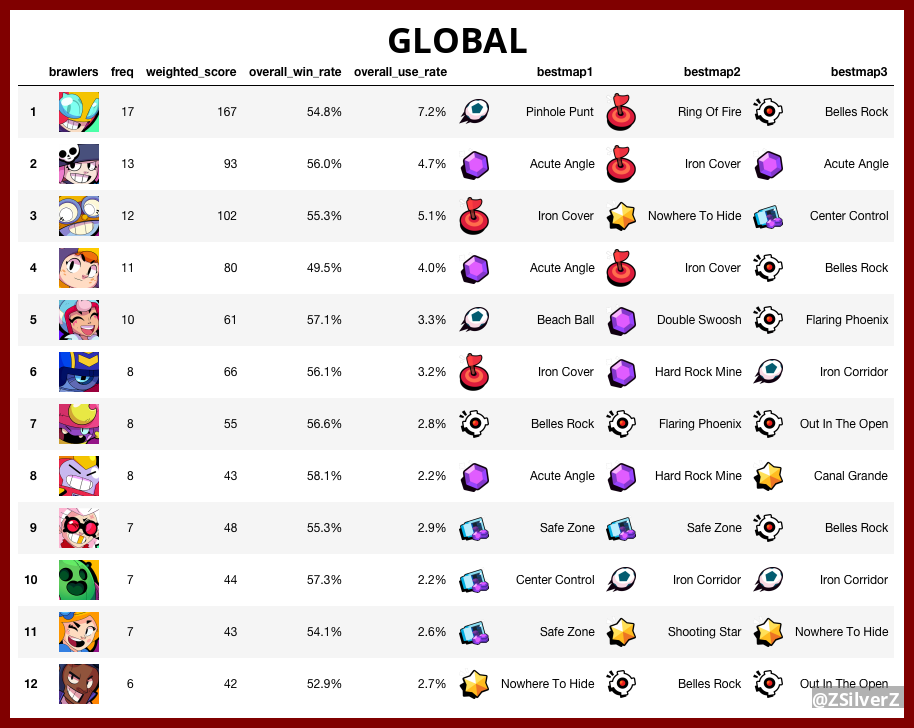 GLOBAL
brawlers freq weighted_score overall_win_rate overall_use_rate bestmap1 bestmap2 bestmap3
1 17 167 54.8% 7.2% Pinhole Punt Ring Of Fire Belles Rock
2 13 93 56.0% 4.7% Acute Angle Iron Cover Acute Angle
3 12 102 55.3% 5.1% Iron Cover Nowhere To Hide Center Control
4 11 80 49.5% 4.0% Acute Angle Iron Cover Belles Rock
5 10 61 57.1% 3.3% Beach Ball Double Swoosh Flaring Phoenix
6 8 66 56.1% 3.2% Iron Cover Hard Rock Mine Iron Corridor
7 8 55 56.6% 2.8% Belles Rock Flaring Phoenix Out In The Open
8 8 43 58.1% 2.2% Acute Angle Hard Rock Mine Canal Grande
9 7 48 55.3% 2.9% Safe Zone Safe Zone Belles Rock
10 7 44 57.3% 2.2% Center Control Iron Corridor Iron Corridor
11 7 43 54.1% 2.6% Safe Zone Shooting Star Nowhere To Hide
12 6 42 52.9% 2.7% Nowhere To Hide Belles Rock Out In The Open
@ZSilverZ